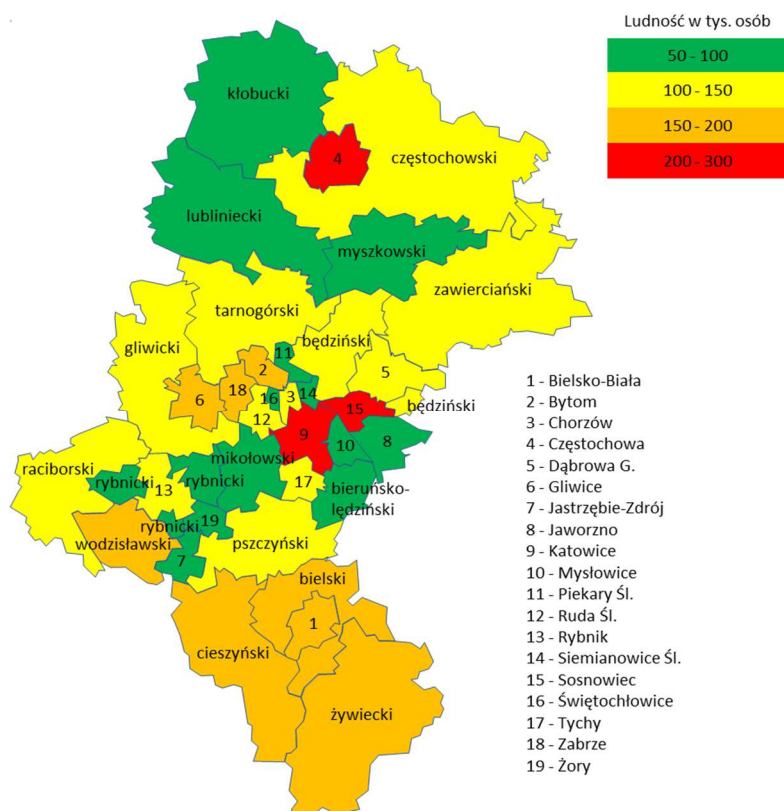 Ludność w tys. osób
50 - 100
100 - 150
150 - 200
200 - 300
kłobucki
4
częstochowski
lubliniecki
myszkowski
zawierciański
tarnogórski
gliwicki
będziński
11
2
5
18
16
3
14
6
12
15
będziński
9
10
8
raciborski
rybnicki
13
rybnicki
mikołowski
17
bieruńsko-
lędziński
rybnicki
19
wodzisławski
7
pszczyński
bielski
1
cieszyński
żywiecki
1 - Bielsko-Biała
2 - Bytom
3 - Chorzów
4 - Częstochowa
5 - Dąbrowa G.
6 - Gliwice
7 - Jastrzębie-Zdrój
8 - Jaworzno
9 - Katowice
10 - Mysłowice
11 - Piekary Śl.
12 - Ruda Śl.
13 - Rybnik
14 - Siemianowice Śl.
15 - Sosnowiec
16 - Świętochłowice
17 - Tychy
18 - Zabrze
19 - Żory